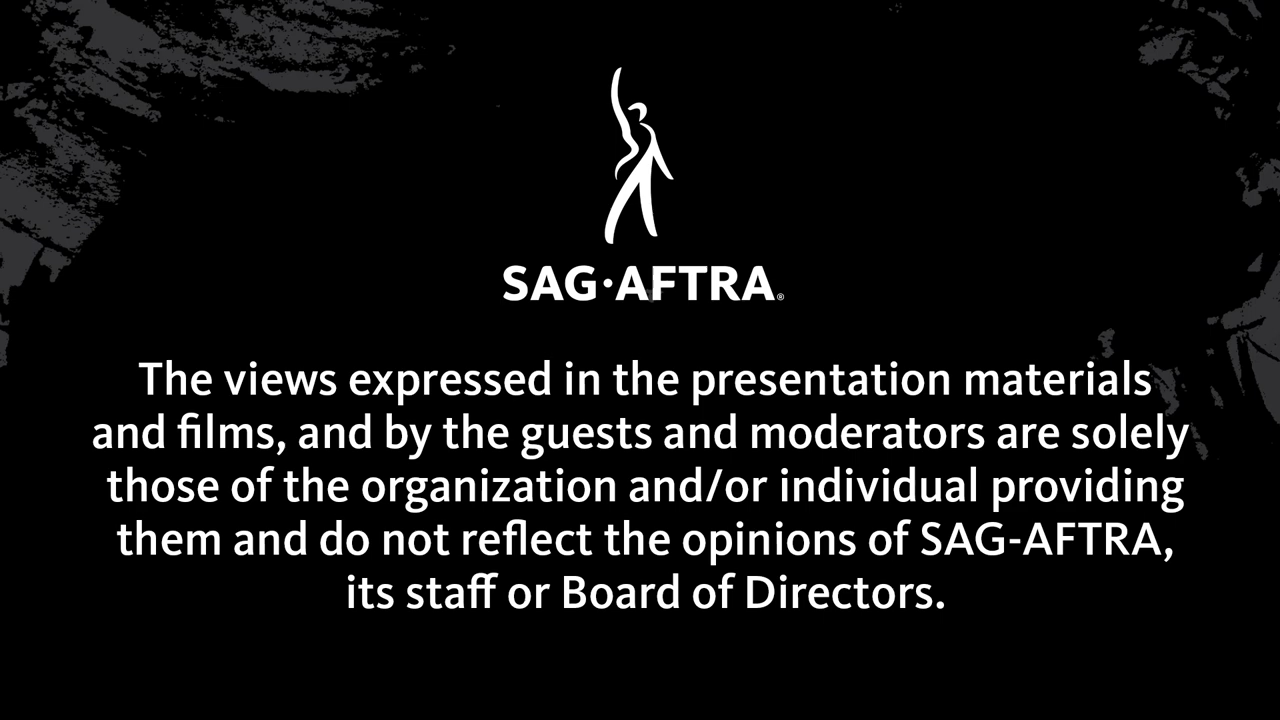 SAG·AFTRA®
The views expressed in the presentation materials
and films, and by the guests and moderators are solely
those of the organization and/or individual providing
them and do not reflect the opinions of SAG-AFTRA,
its staff or Board of Directors.